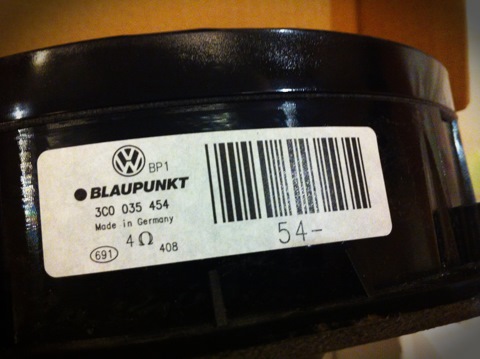 BP1
BLAUPUNKT
3C0 035 454
Made in Germany
4Ω 408
691
54-